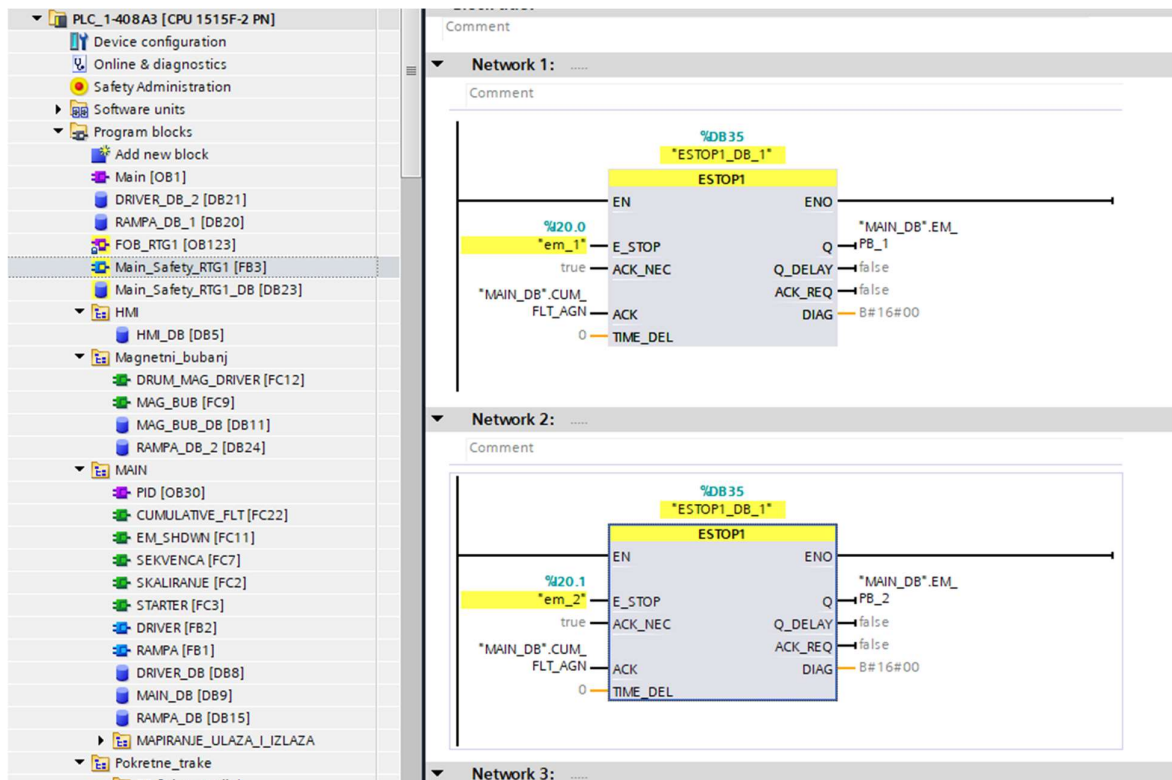 PLC_1-408A3 [CPU 1515F-2 PN]
Device configuration
Online & diagnostics
Safety Administration
Software units
Program blocks
Add new block
Main [OB1]
DRIVER_DB_2 [DB21]
RAMPA_DB_1 [DB20]
FOB_RTG1 [OB123]
Main_Safety_RTG1 [FB3]
Main_Safety_RTG1_DB [DB23]
HMI
HMI_DB [DB5]
Magnetni_bubanj
DRUM_MAG_DRIVER [FC12]
MAG_BUB [FC9]
MAG_BUB_DB [DB11]
RAMPA_DB_2 [DB24]
MAIN
PID [OB30]
CUMULATIVE_FLT [FC22]
EM_SHDWN [FC11]
SEKVENCA [FC7]
SKALIRANJE [FC2]
STARTER [FC3]
DRIVER [FB2]
RAMPA [FB1]
DRIVER_DB [DB8]
MAIN_DB [DB9]
RAMPA_DB [DB15]
MAPIRANJE_ULAZA_I_IZLAZA
Pokretne_trake
Comment
Network 1: .....
Comment
%DB35
"ESTOP1_DB_1"
ESTOP1
EN ENO
%I20.0
"em_1" E_STOP
"MAIN_DB".EM_
Q PB_1
true ACK_NEC Q_DELAY false
"MAIN_DB".CUM_
FLT_AGN ACK
ACK_REQ false
DIAG B#16#00
0 TIME_DEL
Network 2: .....
Comment
%DB35
"ESTOP1_DB_1"
ESTOP1
EN ENO
%I20.1
"em_2" E_STOP
"MAIN_DB".EM_
Q PB_2
true ACK_NEC Q_DELAY false
"MAIN_DB".CUM_
FLT_AGN ACK
ACK_REQ false
DIAG B#16#00
0 TIME_DEL
Network 3: .....